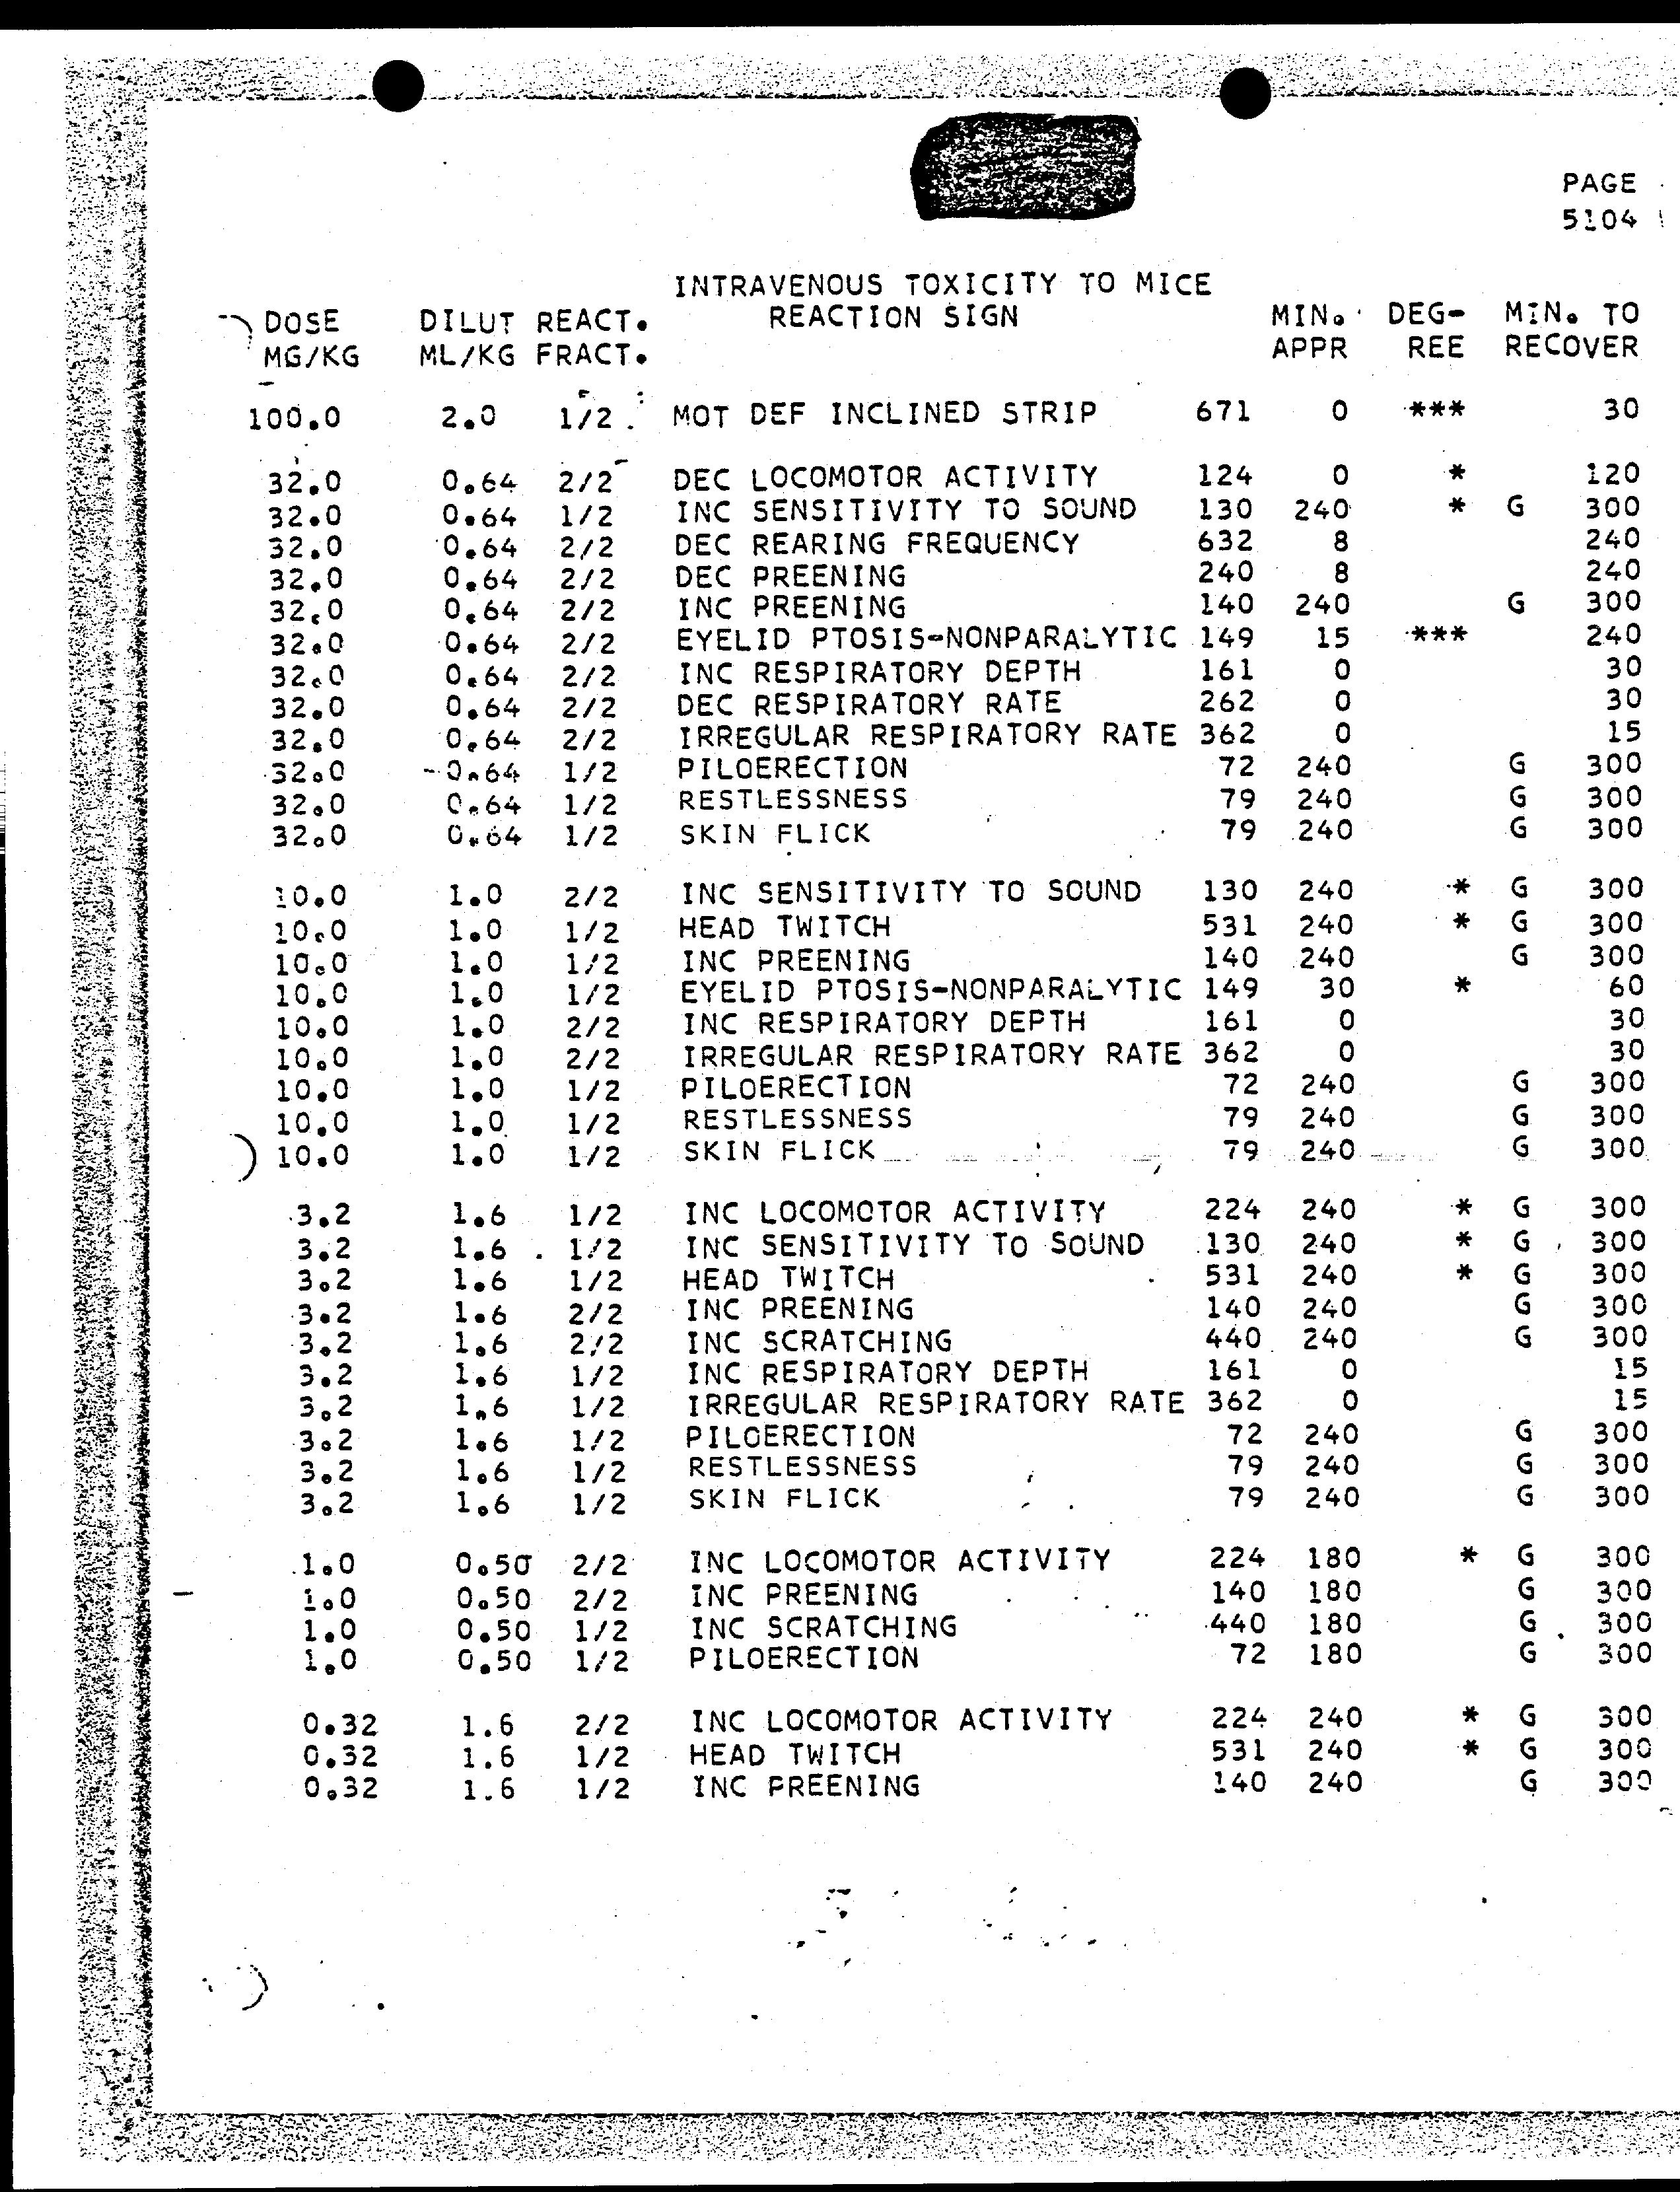 PAGE
5104
INTRAVENOUS TOXICITY TO MICE
DOSE DILUT REACT. REACTION SIGN MIN. DEG- MIN. TO
MG/KG ML/KG FRACT. APPR REE RECOVER
100.0 2.0 1/2 MOT DEF INCLINED STRIP 671 0 *** 30
32.0 0.64 2/2 DEC LOCOMOTOR ACTIVITY 124 0 * 120
32.0 0.64 1/2 INC SENSITIVITY TO SOUND 130 240 * G 300
32.0 0.64 2/2 DEC REARING FREQUENCY 632 8 240
32.0 0.64 2/2 DEC PREENING 240 8 240
32.0 0.64 2/2 INC PREENING 140 240 G 300
32.0 0.64 2/2 EYELID PTOSIS-NONPARALYTIC 149 15 *** 240
32.0 0.64 2/2 INC RESPIRATORY DEPTH 161 0 30
32.0 0.64 2/2 DEC RESPIRATORY RATE 262 0 30
32.0 0.64 2/2 IRREGULAR RESPIRATORY RATE 362 0 15
32.0 0.64 1/2 PILOERECTION 72 240 G 300
32.0 0.64 1/2 RESTLESSNESS 79 240 G 300
32.0 0.64 1/2 SKIN FLICK 79 240 G 300
10.0 1.0 2/2 INC SENSITIVITY TO SOUND 130 240 * G 300
10.0 1.0 1/2 HEAD TWITCH 531 240 * G 300
10.0 1.0 1/2 INC PREENING 140 240 G 300
10.0 1.0 1/2 EYELID PTOSIS-NONPARALYTIC 149 30 * 60
10.0 1.0 2/2 INC RESPIRATORY DEPTH 161 0 30
10.0 1.0 2/2 IRREGULAR RESPIRATORY RATE 362 0 30
10.0 1.0 1/2 PILOERECTION 72 240 G 300
10.0 1.0 1/2 RESTLESSNESS 79 240 G 300
10.0 1.0 1/2 SKIN FLICK 79 240 G 300
3.2 1.6 1/2 INC LOCOMOTOR ACTIVITY 224 240 * G 300
3.2 1.6 1/2 INC SENSITIVITY TO SOUND 130 240 * G 300
3.2 1.6 1/2 HEAD TWITCH 531 240 * G 300
3.2 1.6 2/2 INC PREENING 140 240 G 300
3.2 1.6 2/2 INC SCRATCHING 440 240 G 300
3.2 1.6 1/2 INC RESPIRATORY DEPTH 161 0 15
3.2 1.6 1/2 IRREGULAR RESPIRATORY RATE 362 0 15
3.2 1.6 1/2 PILOERECTION 72 240 G 300
3.2 1.6 1/2 RESTLESSNESS 79 240 G 300
3.2 1.6 1/2 SKIN FLICK 79 240 G 300
1.0 0.50 2/2 INC LOCOMOTOR ACTIVITY 224 180 * G 300
1.0 0.50 2/2 INC PREENING 140 180 G 300
1.0 0.50 1/2 INC SCRATCHING 440 180 G 300
1.0 0.50 1/2 PILOERECTION 72 180 G 300
0.32 1.6 2/2 INC LOCOMOTOR ACTIVITY 224 240 * G 300
0.32 1.6 1/2 HEAD TWITCH 531 240 * G 300
0.32 1.6 1/2 INC PREENING 140 240 G 300